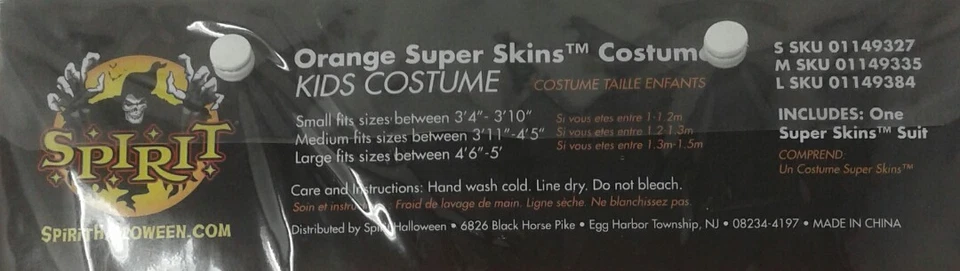 SPIRIT
SPIRITHALLOWEEN.COM
Orange Super Skins™ Costume
KIDS COSTUME
COSTUME TAILLE ENFANTS
Small fits sizes between 3'4"- 3'10"
Medium fits sizes between 3'11"-4'5"
Large fits sizes between 4'6"-5'
Si vous etes entre 1-1.2m
Si vous etes entre 1.2-1.3m
Si vous etes entre 1.3m-1.5m
Care and Instructions: Hand wash cold. Line dry. Do not bleach.
Soin et Froid de lavage de main. Ligne sèche. Ne blanchissez pas.
Distributed by Spirit Halloween • 6826 Black Horse Pike • Egg Harbor Township, NJ • 08234-4197 • MADE IN CHINA
S SKU 01149327
M SKU 01149335
L SKU 01149384
INCLUDES: One
Super Skins™ Suit
COMPREND:
Un Costume Super Skins™